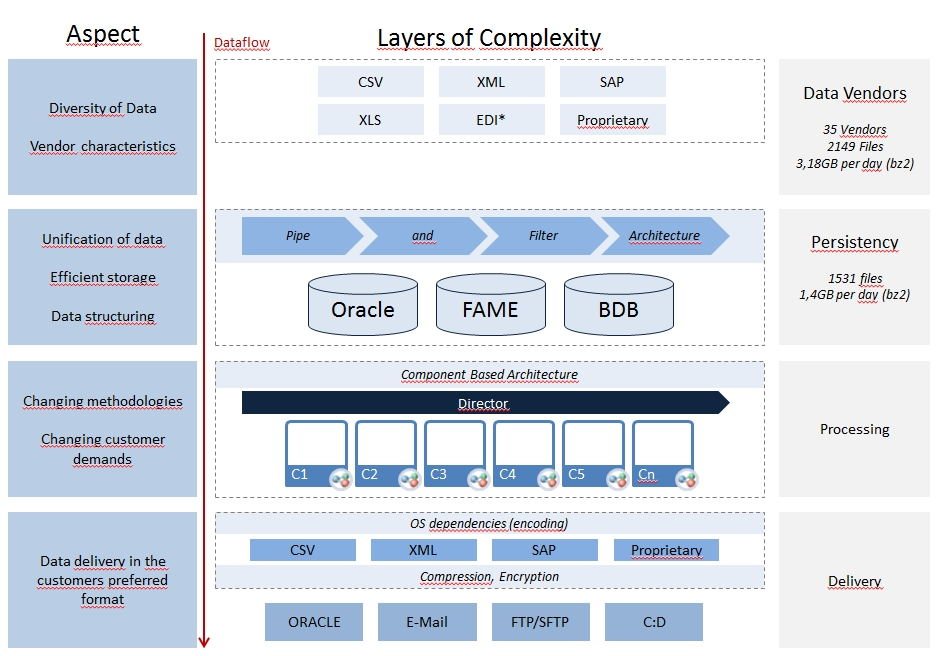 Aspect
Dataflow
Layers of Complexity
Diversity of Data
Vendor characteristics
CSV
XML
SAP
XLS
EDI*
Proprietary
Data Vendors
35 Vendors
2149 Files
3,18GB per day (bz2)
Unification of data
Efficient storage
Data structuring
Pipe
and
Filter
Architecture
Oracle
FAME
BDB
Persistency
1531 files
1,4GB per day (bz2)
Changing methodologies
Changing customer
demands
Component Based Architecture
Director
C1
C2
C3
C4
C5
Cn
Processing
Data delivery in the
customers preferred
format
OS dependencies (encoding)
CSV
XML
SAP
Proprietary
Compression, Encryption
ORACLE
E-Mail
FTP/SFTP
C:D
Delivery